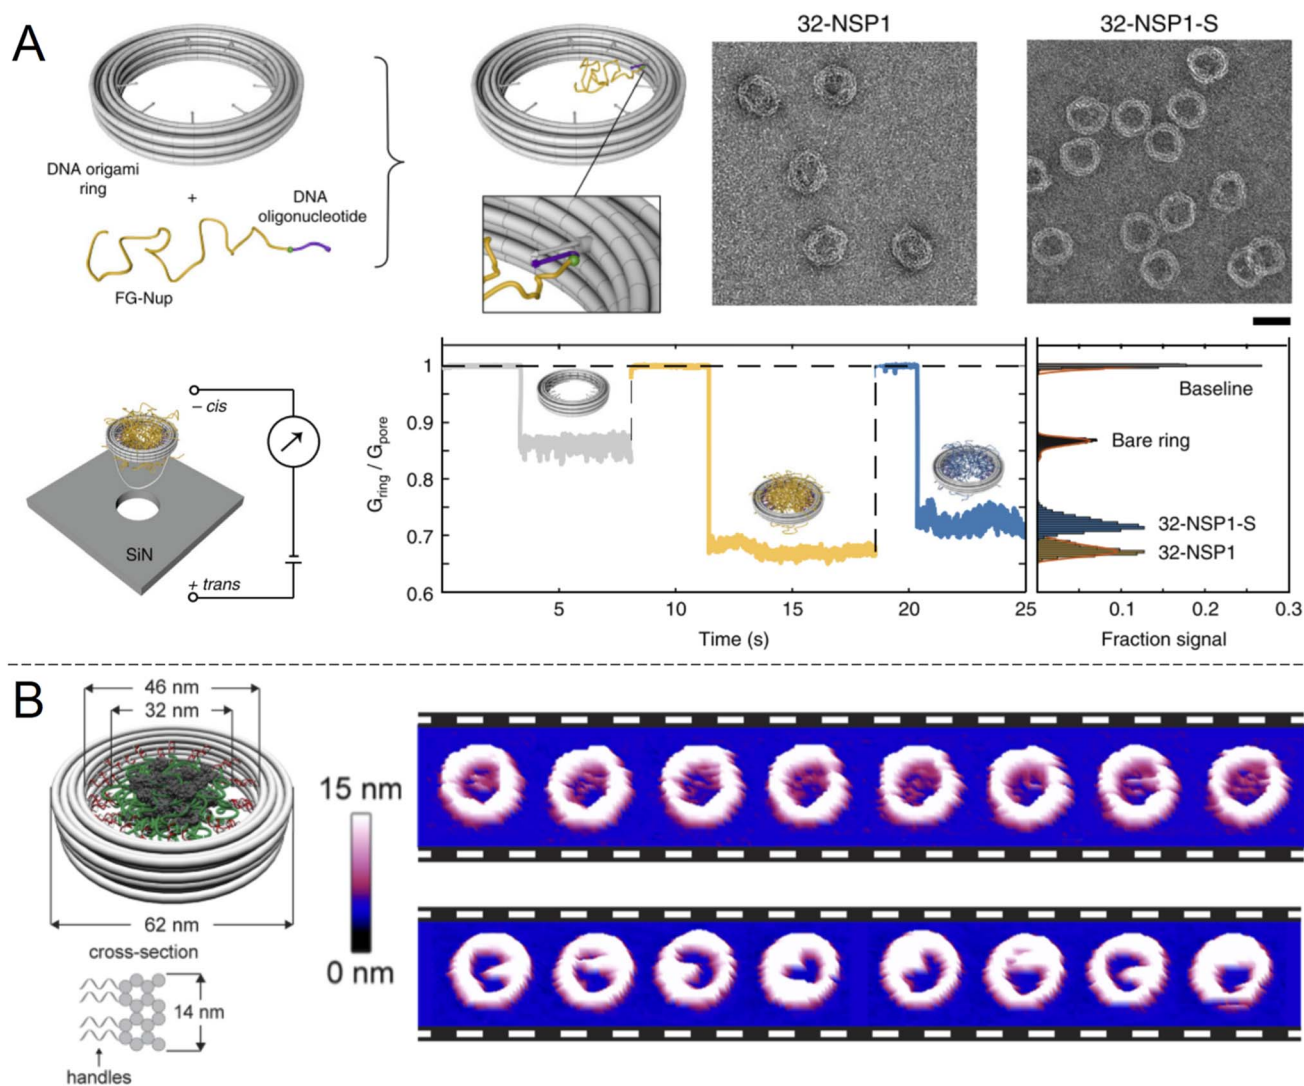 A
DNA origami
ring
+
DNA
oligonucleotide
FG-Nup
32-NSP1
32-NSP1-S
– cis
SiN
+ trans
G_ring / G_pore
1
0.9
0.8
0.7
0.6
5
10
15
20
25
Time (s)
Baseline
Bare ring
32-NSP1-S
32-NSP1
0.1
0.2
0.3
Fraction signal
B
46 nm
32 nm
62 nm
cross-section
14 nm
handles
15 nm
0 nm